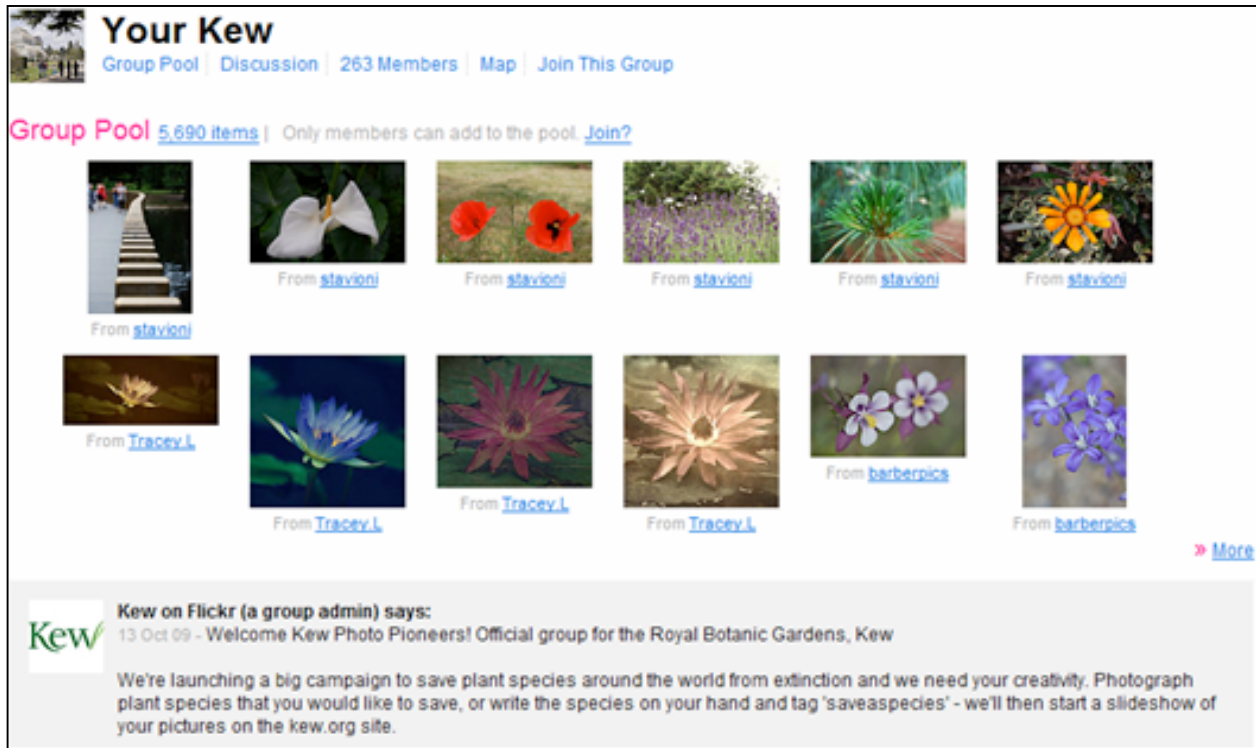 Your Kew
Group Pool Discussion 263 Members Map Join This Group
Group Pool 5,690 items | Only members can add to the pool. Join?
From stavioni
From stavioni
From stavioni
From stavioni
From stavioni
From stavioni
From Tracey.L
From Tracey.L
From Tracey.L
From Tracey.L
From barberpics
From barberpics
» More
Kew
Kew on Flickr (a group admin) says:
13 Oct 09 - Welcome Kew Photo Pioneers! Official group for the Royal Botanic Gardens, Kew
We're launching a big campaign to save plant species around the world from extinction and we need your creativity. Photograph
plant species that you would like to save, or write the species on your hand and tag 'saveaspecies' - we'll then start a slideshow of
your pictures on the kew.org site.